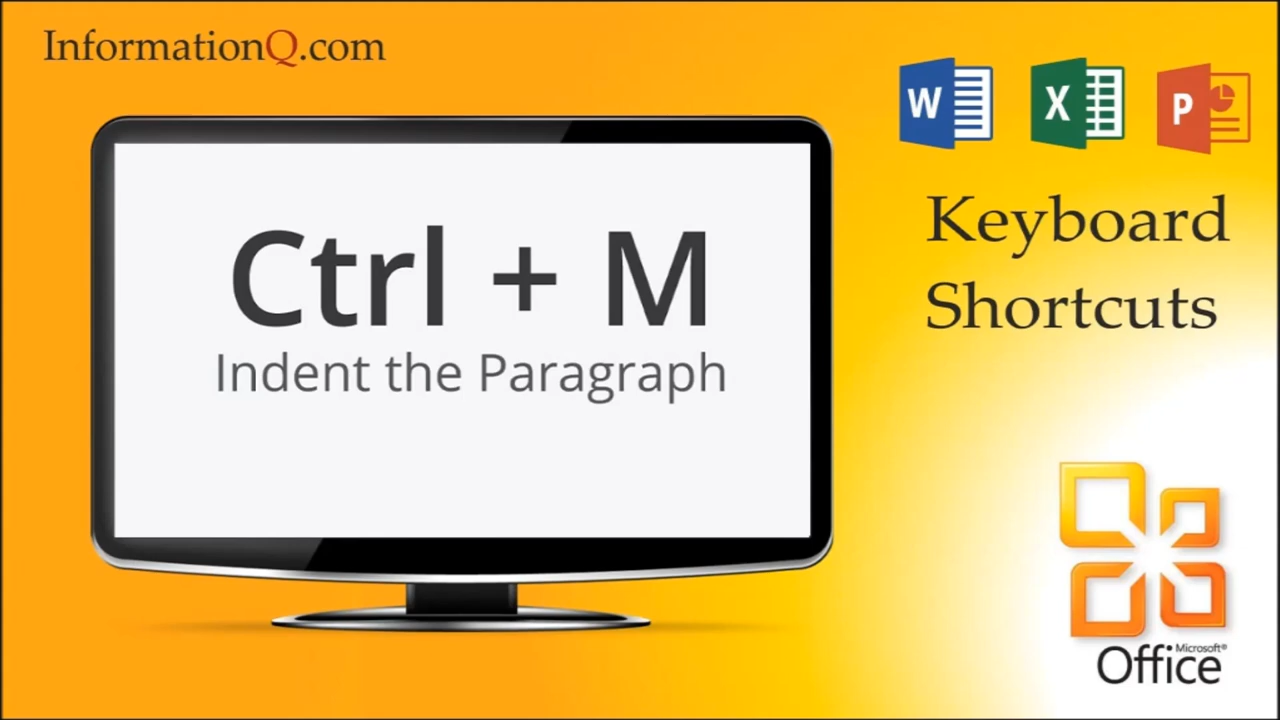 InformationQ.com
W X P
Keyboard
Shortcuts
Ctrl + M
Indent the Paragraph
Microsoft®
Office